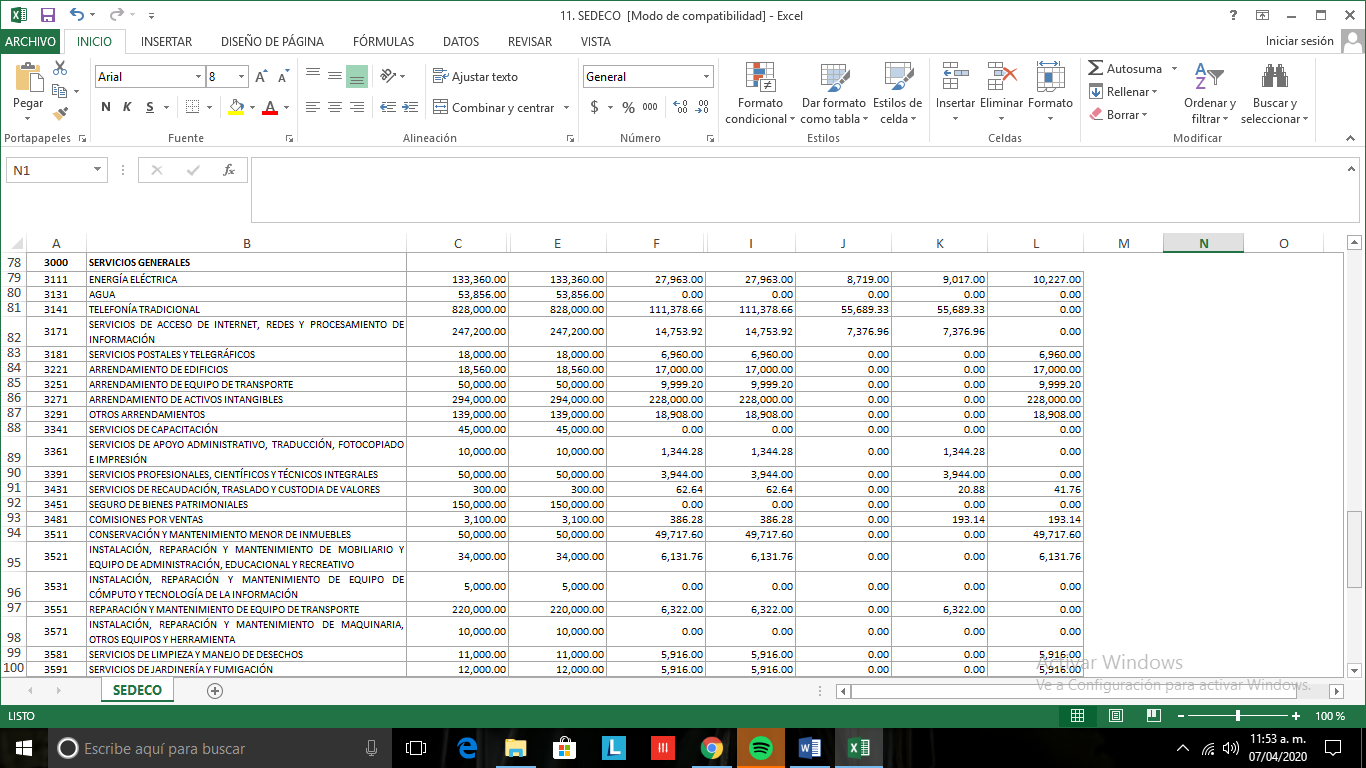 11. SEDECO [Modo de compatibilidad] - Excel
ARCHIVO INICIO INSERTAR DISEÑO DE PÁGINA FÓRMULAS DATOS REVISAR VISTA Iniciar sesión
Pegar
Portapapeles
Arial 8
N K S
Fuente
Ajustar texto
Combinar y centrar
Alineación
General
$ % 000
Número
Formato condicional
Dar formato como tabla
Estilos de celda
Estilos
Insertar Eliminar Formato
Celdas
Autosuma
Rellenar
Borrar
Ordenar y filtrar
Buscar y seleccionar
Modificar
N1 fx
A B C E F I J K L M N O
78 3000 SERVICIOS GENERALES
79 3111 ENERGÍA ELÉCTRICA 133,360.00 133,360.00 27,963.00 27,963.00 8,719.00 9,017.00 10,227.00
80 3131 AGUA 53,856.00 53,856.00 0.00 0.00 0.00 0.00 0.00
81 3141 TELEFONÍA TRADICIONAL 828,000.00 828,000.00 111,378.66 111,378.66 55,689.33 55,689.33 0.00
82 3171 SERVICIOS DE ACCESO DE INTERNET, REDES Y PROCESAMIENTO DE
INFORMACIÓN 247,200.00 247,200.00 14,753.92 14,753.92 7,376.96 7,376.96 0.00
83 3181 SERVICIOS POSTALES Y TELEGRÁFICOS 18,000.00 18,000.00 6,960.00 6,960.00 0.00 0.00 6,960.00
84 3221 ARRENDAMIENTO DE EDIFICIOS 18,560.00 18,560.00 17,000.00 17,000.00 0.00 0.00 17,000.00
85 3251 ARRENDAMIENTO DE EQUIPO DE TRANSPORTE 50,000.00 50,000.00 9,999.20 9,999.20 0.00 0.00 9,999.20
86 3271 ARRENDAMIENTO DE ACTIVOS INTANGIBLES 294,000.00 294,000.00 228,000.00 228,000.00 0.00 0.00 228,000.00
87 3291 OTROS ARRENDAMIENTOS 139,000.00 139,000.00 18,908.00 18,908.00 0.00 0.00 18,908.00
88 3341 SERVICIOS DE CAPACITACIÓN 45,000.00 45,000.00 0.00 0.00 0.00 0.00 0.00
89 3361 SERVICIOS DE APOYO ADMINISTRATIVO, TRADUCCIÓN, FOTOCOPIADO
E IMPRESIÓN 10,000.00 10,000.00 1,344.28 1,344.28 0.00 1,344.28 0.00
90 3391 SERVICIOS PROFESIONALES, CIENTÍFICOS Y TÉCNICOS INTEGRALES 50,000.00 50,000.00 3,944.00 3,944.00 0.00 3,944.00 0.00
91 3431 SERVICIOS DE RECAUDACIÓN, TRASLADO Y CUSTODIA DE VALORES 300.00 300.00 62.64 62.64 0.00 20.88 41.76
92 3451 SEGURO DE BIENES PATRIMONIALES 150,000.00 150,000.00 0.00 0.00 0.00 0.00 0.00
93 3481 COMISIONES POR VENTAS 3,100.00 3,100.00 386.28 386.28 0.00 193.14 193.14
94 3511 CONSERVACIÓN Y MANTENIMIENTO MENOR DE INMUEBLES 50,000.00 50,000.00 49,717.60 49,717.60 0.00 0.00 49,717.60
95 3521 INSTALACIÓN, REPARACIÓN Y MANTENIMIENTO DE MOBILIARIO Y
EQUIPO DE ADMINISTRACIÓN, EDUCACIONAL Y RECREATIVO 34,000.00 34,000.00 6,131.76 6,131.76 0.00 0.00 6,131.76
96 3531 INSTALACIÓN, REPARACIÓN Y MANTENIMIENTO DE EQUIPO DE
CÓMPUTO Y TECNOLOGÍA DE LA INFORMACIÓN 5,000.00 5,000.00 0.00 0.00 0.00 0.00 0.00
97 3551 REPARACIÓN Y MANTENIMIENTO DE EQUIPO DE TRANSPORTE 220,000.00 220,000.00 6,322.00 6,322.00 0.00 6,322.00 0.00
98 3571 INSTALACIÓN, REPARACIÓN Y MANTENIMIENTO DE MAQUINARIA,
OTROS EQUIPOS Y HERRAMIENTA 10,000.00 10,000.00 0.00 0.00 0.00 0.00 0.00
99 3581 SERVICIOS DE LIMPIEZA Y MANEJO DE DESECHOS 11,000.00 11,000.00 5,916.00 5,916.00 0.00 0.00 5,916.00
100 3591 SERVICIOS DE JARDINERÍA Y FUMIGACIÓN 12,000.00 12,000.00 5,916.00 5,916.00 0.00 0.00 5,916.00
Activar Windows
Ve a Configuración para activar Windows.
SEDECO
LISTO 100 %
Escribe aquí para buscar
11:53 a. m.
07/04/2020